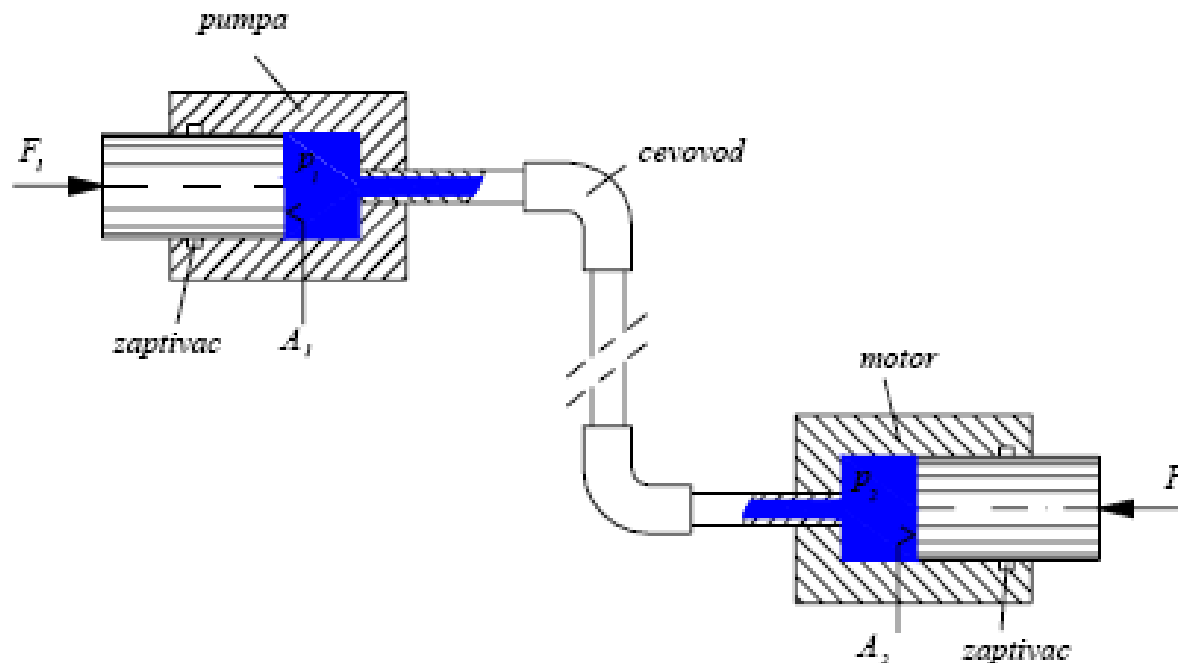 pumpa
F₁
p₁
cevovod
zaptivac
A₁
motor
p₂
F
A₂
zaptivac